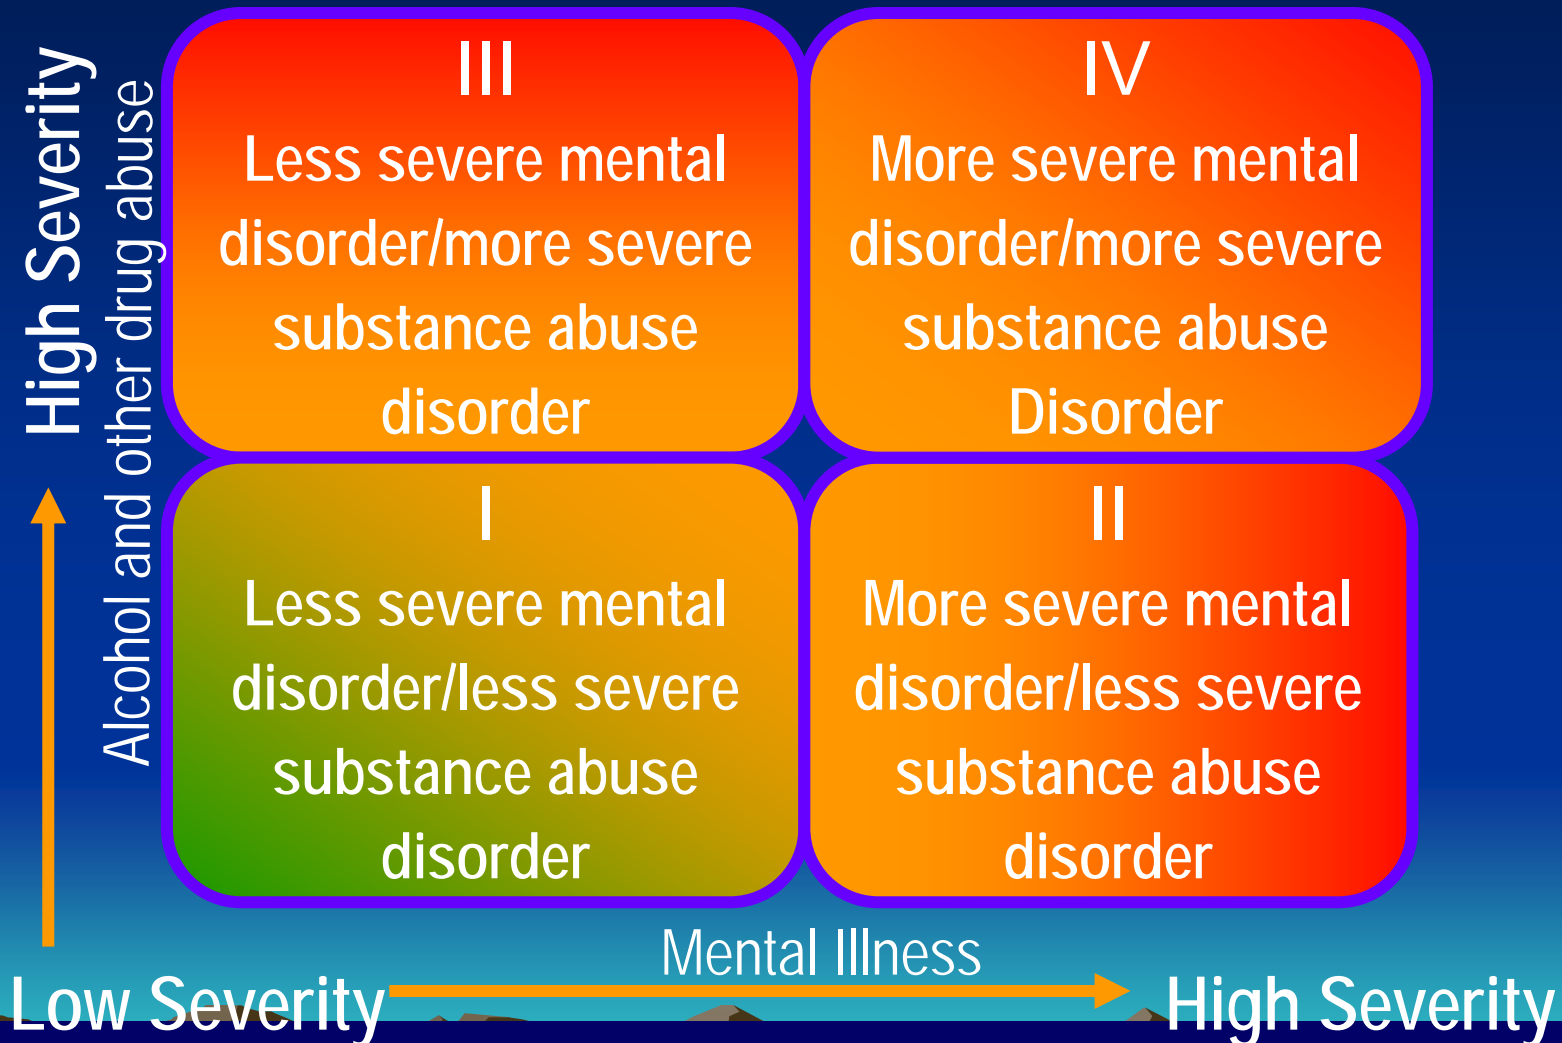 High Severity
Alcohol and other drug abuse
III
Less severe mental
disorder/more severe
substance abuse
disorder
IV
More severe mental
disorder/more severe
substance abuse
Disorder
I
Less severe mental
disorder/less severe
substance abuse
disorder
II
More severe mental
disorder/less severe
substance abuse
disorder
Mental Illness
Low Severity
High Severity